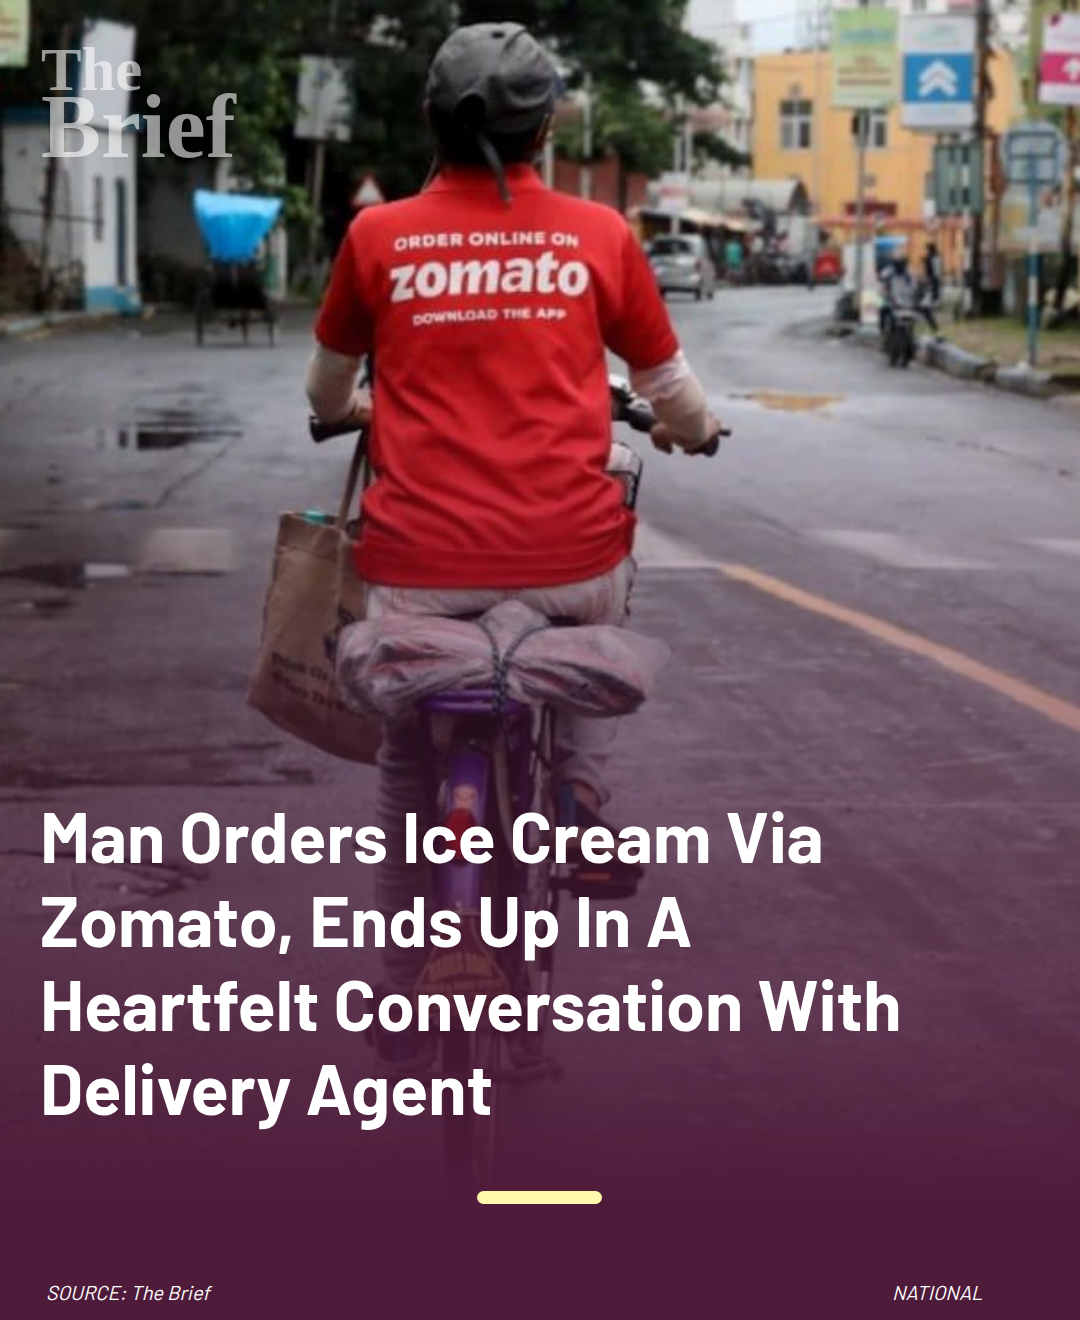 The
Brief
ORDER ONLINE ON
zomato
DOWNLOAD THE APP
Man Orders Ice Cream Via
Zomato, Ends Up In A
Heartfelt Conversation With
Delivery Agent
SOURCE: The Brief
NATIONAL